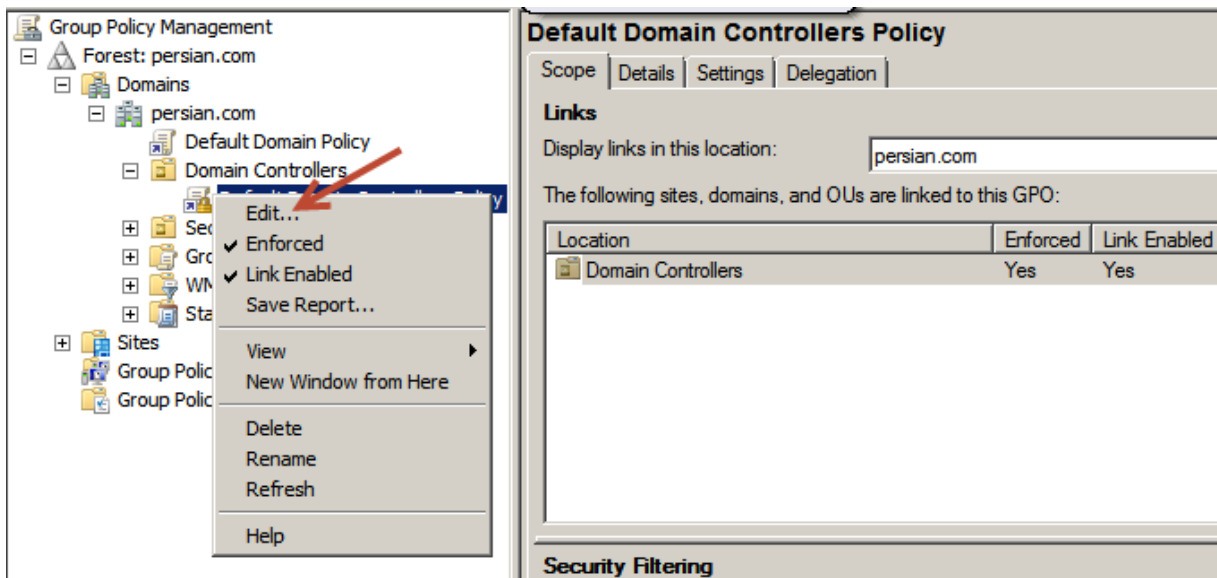 Group Policy Management
Forest: persian.com
Domains
persian.com
Default Domain Policy
Domain Controllers
Sites
Edit...
Enforced
Link Enabled
Save Report...
View
New Window from Here
Delete
Rename
Refresh
Help
Default Domain Controllers Policy
Scope Details Settings Delegation
Links
Display links in this location: persian.com
The following sites, domains, and OUs are linked to this GPO:
Location Enforced Link Enabled
Domain Controllers Yes Yes
Security Filtering